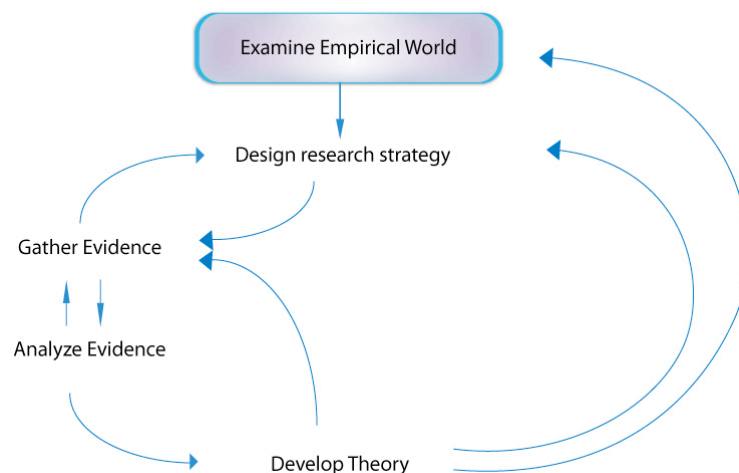 Examine Empirical World
Design research strategy
Gather Evidence
Analyze Evidence
Develop Theory